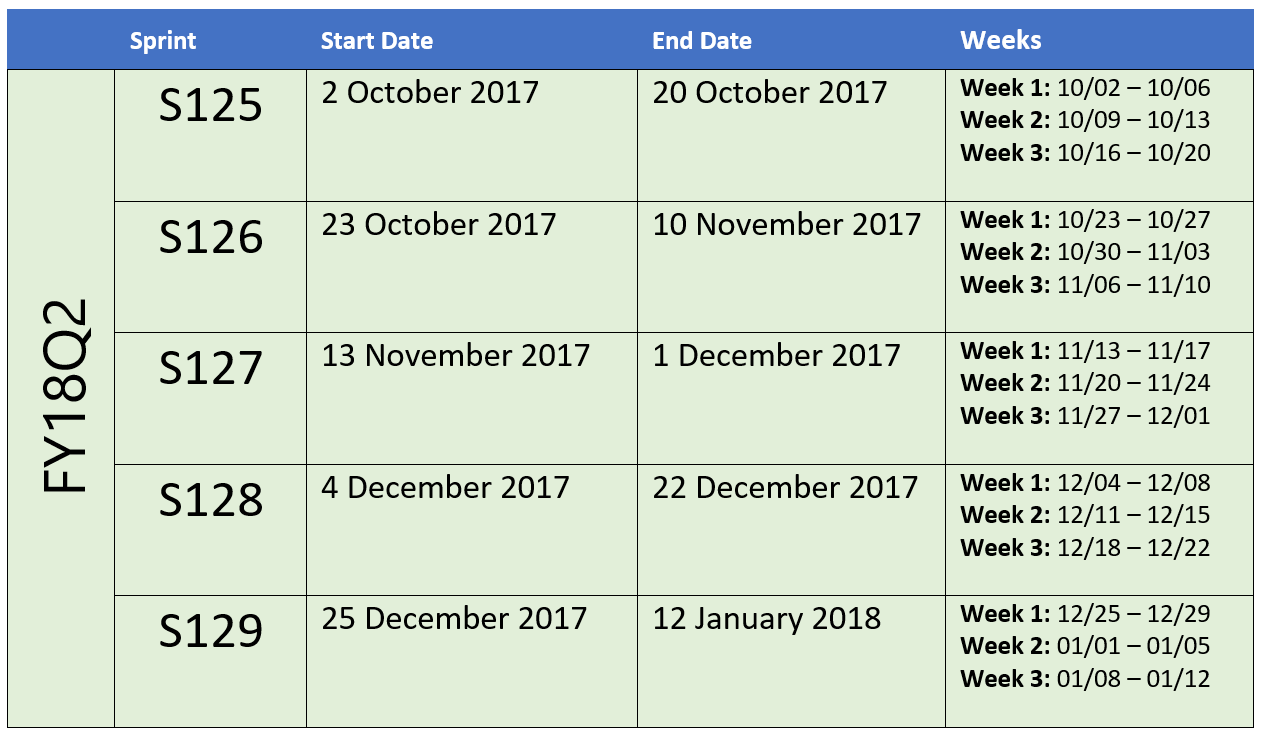 Sprint Start Date End Date Weeks
FY18Q2
S125 2 October 2017 20 October 2017 Week 1: 10/02 – 10/06
Week 2: 10/09 – 10/13
Week 3: 10/16 – 10/20
S126 23 October 2017 10 November 2017 Week 1: 10/23 – 10/27
Week 2: 10/30 – 11/03
Week 3: 11/06 – 11/10
S127 13 November 2017 1 December 2017 Week 1: 11/13 – 11/17
Week 2: 11/20 – 11/24
Week 3: 11/27 – 12/01
S128 4 December 2017 22 December 2017 Week 1: 12/04 – 12/08
Week 2: 12/11 – 12/15
Week 3: 12/18 – 12/22
S129 25 December 2017 12 January 2018 Week 1: 12/25 – 12/29
Week 2: 01/01 – 01/05
Week 3: 01/08 – 01/12